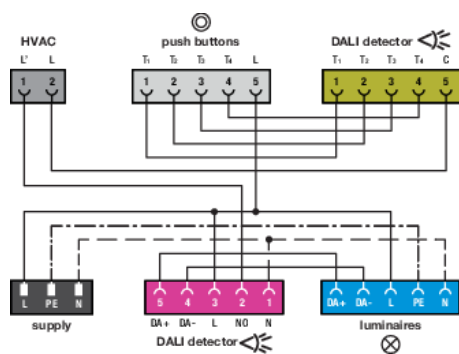 HVAC
push buttons
DALI detector
L' L
T1 T2 T3 T4 L
T1 T2 T3 T4 C
1 2
1 2 3 4 5
1 2 3 4 5
L PE N
5 4 3 2 1
DA+ DA- L PE N
supply
DA+ DA- L NO N
luminaires
DALI detector